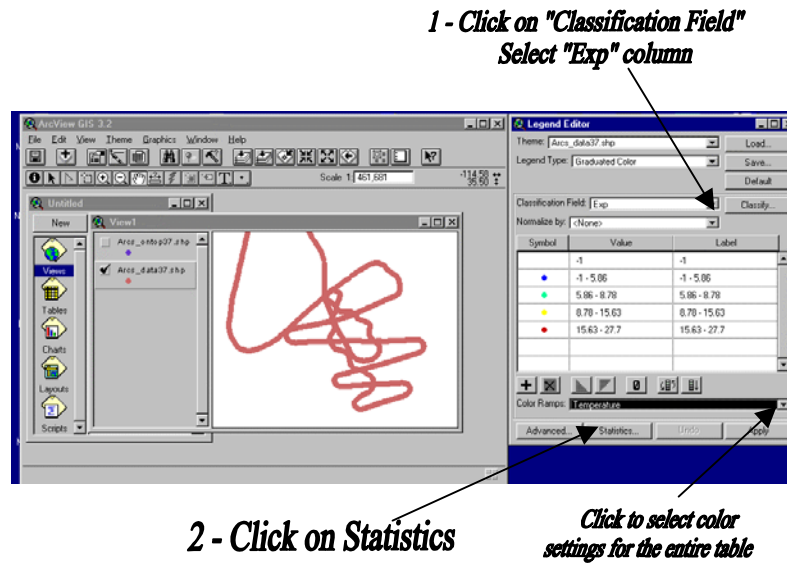 1 - Click on "Classification Field"
Select "Exp" column
ArcView GIS 3.2
File Edit View Theme Graphics Window Help
Scale 1: 461,681
-114.58
35.50
Untitled
New
Views
Tables
Charts
Layouts
Scripts
View1
Arcs_ontop37.shp
Arcs_data37.shp
Legend Editor
Theme: Arcs_data37.shp
Load...
Legend Type: Graduated Color
Save...
Default
Classification Field: Exp
Classify...
Normalize by: <None>
Symbol Value Label
-1 -1
-1 - 5.86 -1 - 5.86
5.86 - 8.78 5.86 - 8.78
8.78 - 15.63 8.78 - 15.63
15.63 - 27.7 15.63 - 27.7
Color Ramps: Temperature
Advanced... Statistics... Undo Apply
2 - Click on Statistics
Click to select color
settings for the entire table